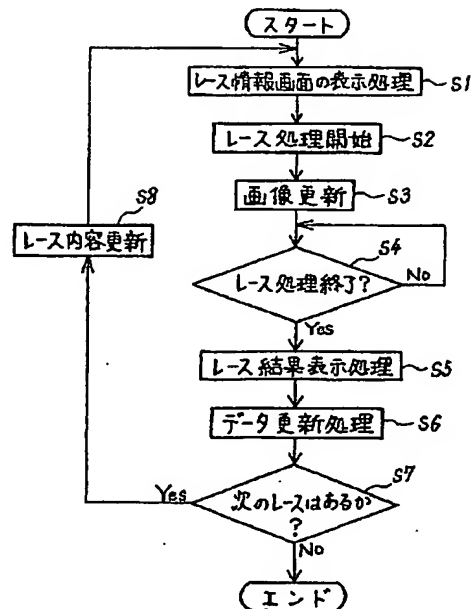 スタート
レース情報画面の表示処理
S1
レース処理開始
S2
画像更新
S3
S8
レース内容更新
S4
レース処理終了?
No
Yes
レース結果表示処理
S5
データ更新処理
S6
S7
次のレースはあるか
?
Yes
No
エンド